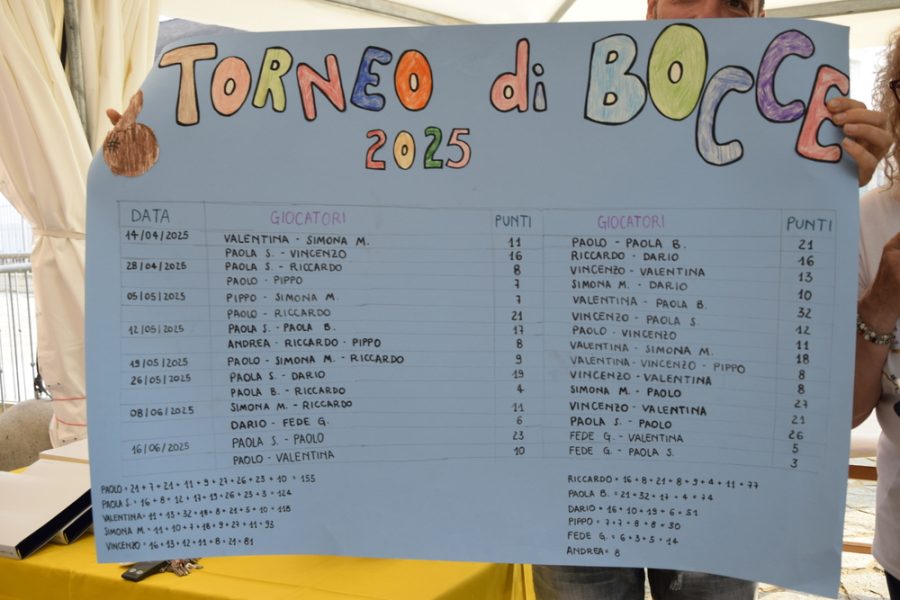 TORNEO di BOCCE
2025
DATA GIOCATORI PUNTI GIOCATORI PUNTI
14/04/2025 VALENTINA - SIMONA M. 11 PAOLO - PAOLA B. 21
PAOLA S. - VINCENZO 16 RICCARDO - DARIO 16
28/04/2025 PAOLA S. - RICCARDO 8 VINCENZO - VALENTINA 13
PAOLO - PIPPO 7 SIMONA M. - DARIO 10
05/05/2025 PIPPO - SIMONA M. 7 VALENTINA - PAOLA B. 32
PAOLO - RICCARDO 21 VINCENZO - PAOLA S. 12
12/05/2025 PAOLA S. - PAOLA B. 17 PAOLO - VINCENZO 11
ANDREA - RICCARDO - PIPPO 8 VALENTINA - SIMONA M. 18
19/05/2025 PAOLO - SIMONA M. - RICCARDO 9 VALENTINA - VINCENZO - PIPPO 8
26/05/2025 PAOLA S. - DARIO 19 VINCENZO - VALENTINA 8
PAOLA B. - RICCARDO 4 SIMONA M. - PAOLO 27
08/06/2025 SIMONA M. - RICCARDO 11 VINCENZO - VALENTINA 21
DARIO - FEDE G. 6 PAOLA S. - PAOLO 26
16/06/2025 PAOLA S. - PAOLO 23 FEDE G. - VALENTINA 5
PAOLO - VALENTINA 10 FEDE G. - PAOLA S. 3
PAOLO = 21 + 7 + 21 + 11 + 9 + 27 + 26 + 23 + 10 = 155
PAOLA S. = 16 + 8 + 12 + 17 + 19 + 26 + 23 + 3 = 124
VALENTINA = 11 + 13 + 32 + 18 + 8 + 21 + 5 + 10 = 118
SIMONA M. = 11 + 10 + 7 + 18 + 9 + 27 + 11 = 93
VINCENZO = 16 + 13 + 12 + 11 + 8 + 21 = 81
RICCARDO = 16 + 8 + 21 + 8 + 9 + 4 + 11 = 77
PAOLA B. = 21 + 32 + 17 + 4 = 74
DARIO = 16 + 10 + 19 + 6 = 51
PIPPO = 7 + 7 + 8 + 8 = 30
FEDE G. = 6 + 3 + 5 = 14
ANDREA = 8